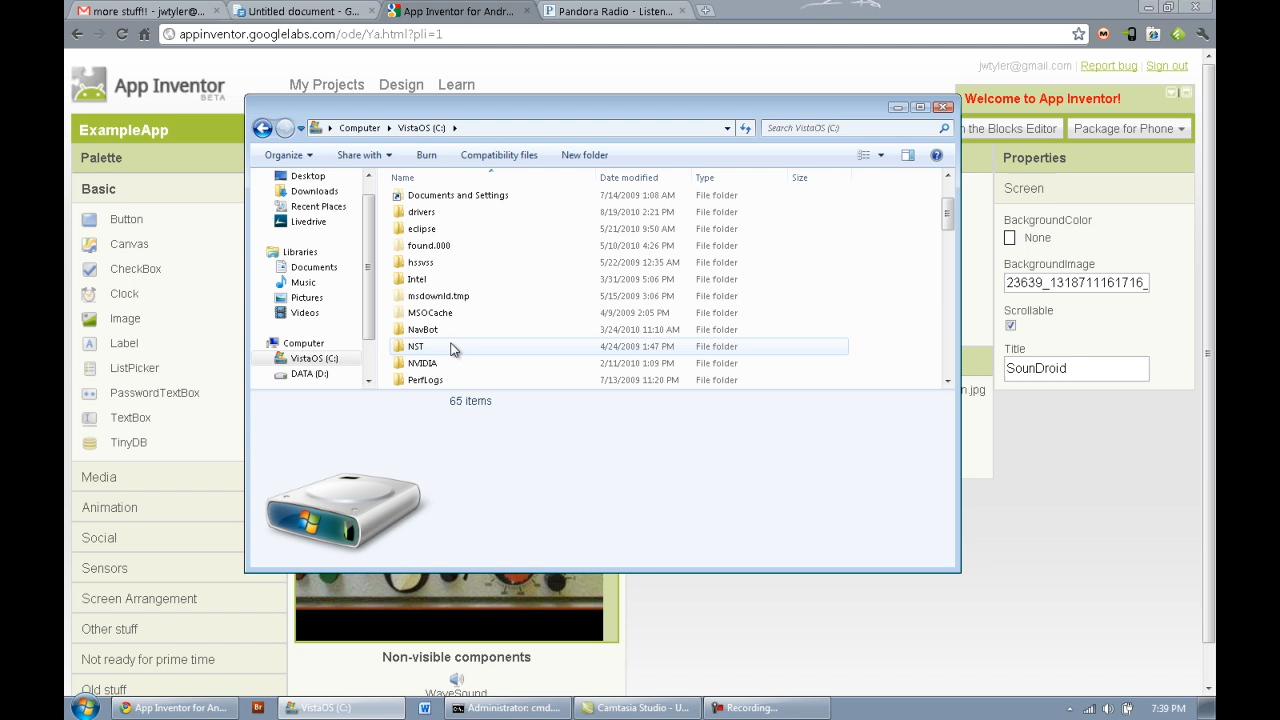 more stuff!! - jwtyler@...
Untitled document - G...
App Inventor for Andr...
Pandora Radio - Listen...
appinventor.googlelabs.com/ode/Ya.html?pli=1
jwtyler@gmail.com | Report bug | Sign out
App Inventor
BETA
My Projects Design Learn
Welcome to App Inventor!
ExampleApp
n the Blocks Editor
Package for Phone
Palette
Basic
Button
Canvas
CheckBox
Clock
Image
Label
ListPicker
PasswordTextBox
TextBox
TinyDB
Media
Animation
Social
Sensors
Screen Arrangement
Other stuff
Not ready for prime time
Old stuff
Computer VistaOS (C:)
Search VistaOS (C:)
Organize Share with Burn Compatibility files New folder
Desktop
Downloads
Recent Places
Livedrive
Libraries
Documents
Music
Pictures
Videos
Computer
VistaOS (C:)
DATA (D:)
Name Date modified Type Size
Documents and Settings 7/14/2009 1:08 AM File folder
drivers 8/19/2010 2:21 PM File folder
eclipse 5/21/2010 9:50 AM File folder
found.000 5/10/2010 4:26 PM File folder
hssvss 5/22/2009 12:35 AM File folder
Intel 3/31/2009 5:06 PM File folder
msdownld.tmp 5/15/2009 3:06 PM File folder
MSOCache 4/9/2009 2:05 PM File folder
NavBot 3/24/2010 11:10 AM File folder
NST 4/24/2009 1:47 PM File folder
NVIDIA 2/11/2010 1:09 PM File folder
PerfLogs 7/13/2009 11:20 PM File folder
65 items
Properties
Screen
BackgroundColor
None
BackgroundImage
23639_1318711161716_
Scrollable
Title
SounDroid
n.jpg
Non-visible components
WaveSound
App Inventor for An...
Br
VistaOS (C:)
W
Administrator: cmd....
Camtasia Studio - U...
Recording...
7:39 PM